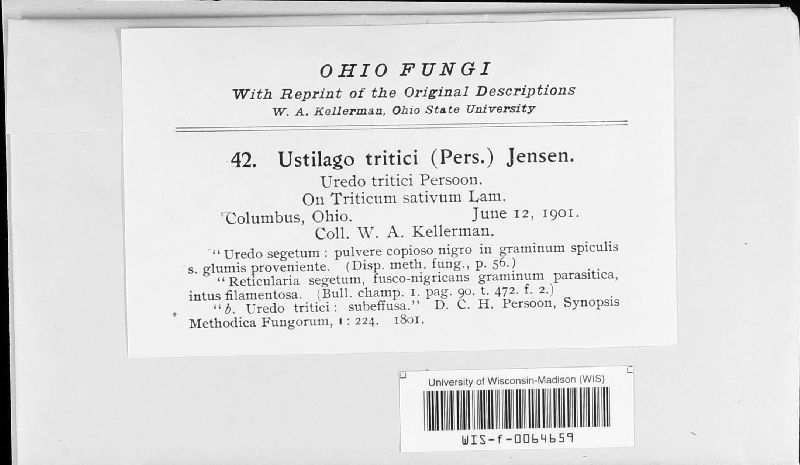 OHIO FUNGI
With Reprint of the Original Descriptions
W. A. Kellerman, Ohio State University
42. Ustilago tritici (Pers.) Jensen.
Uredo tritici Persoon.
On Triticum sativum Lam.
Columbus, Ohio. June 12, 1901.
Coll. W. A. Kellerman.
"Uredo segetum : pulvere copioso nigro in graminum spiculis
s. glumis proveniente. (Disp. meth. fung., p. 56.)
"Reticularia segetum, fusco-nigricans graminum parasitica,
intus filamentosa. (Bull. champ. 1. pag. 90. t. 472. f. 2.)
"b. Uredo tritici : subeffusa." D. C. H. Persoon, Synopsis
Methodica Fungorum, 1 : 224. 1801.
University of Wisconsin-Madison (WIS)
WIS-f-0064659